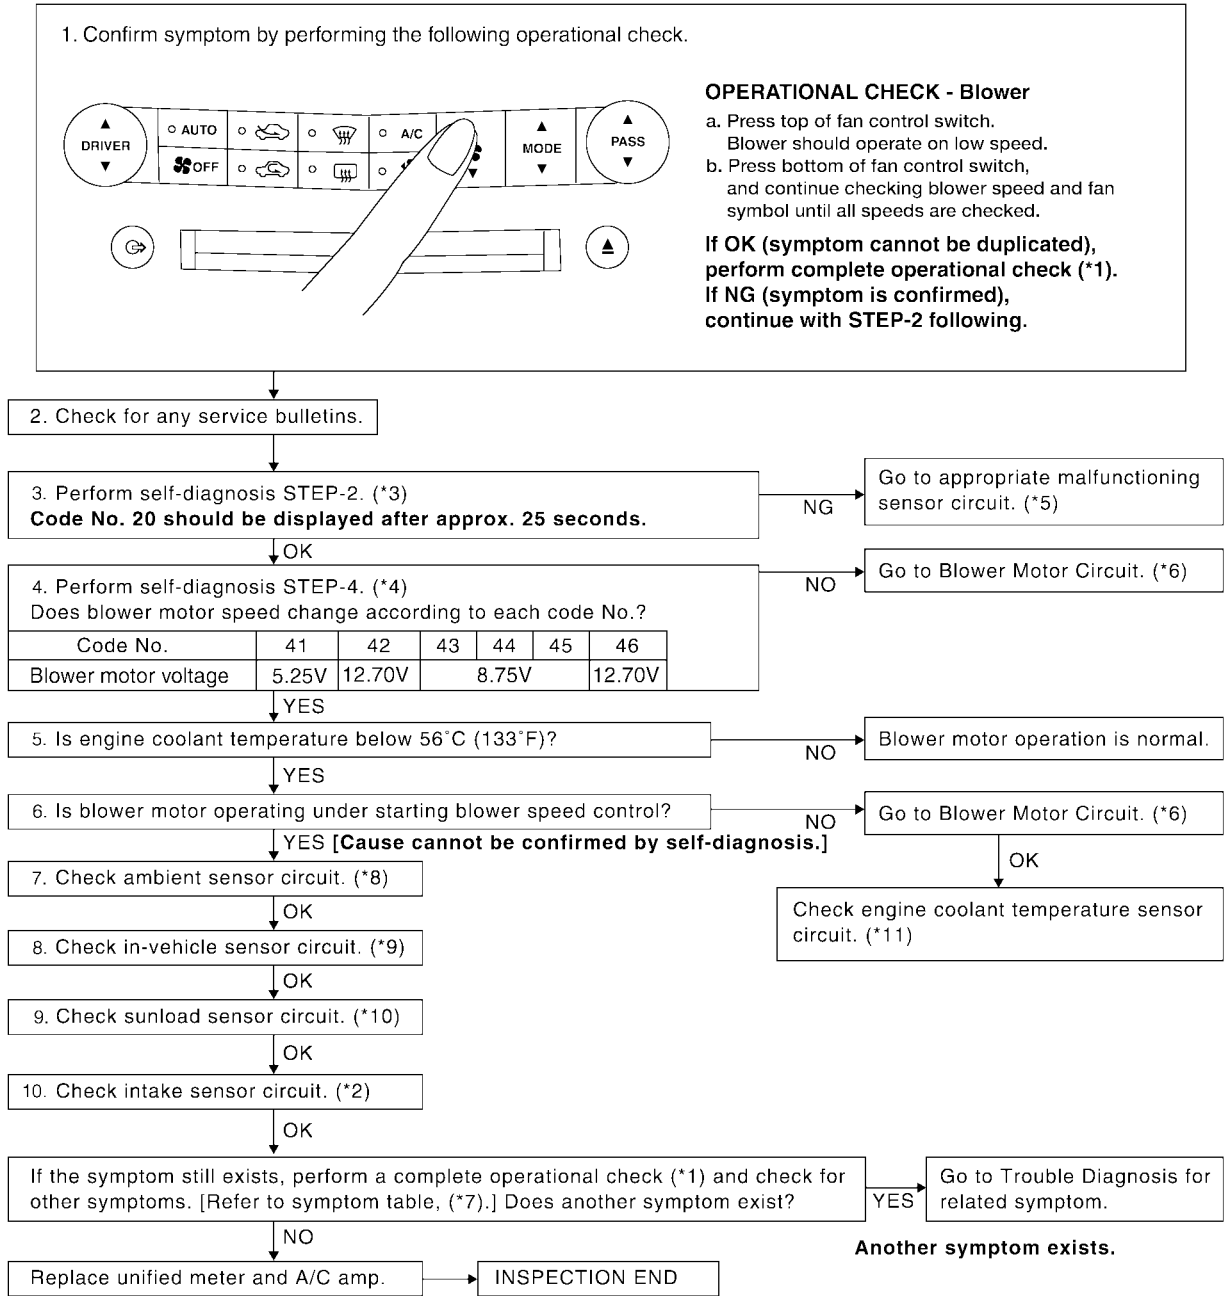 1. Confirm symptom by performing the following operational check.
DRIVER
AUTO
OFF
A/C
MODE
PASS
OPERATIONAL CHECK - Blower
a. Press top of fan control switch.
Blower should operate on low speed.
b. Press bottom of fan control switch,
and continue checking blower speed and fan
symbol until all speeds are checked.
If OK (symptom cannot be duplicated),
perform complete operational check (*1).
If NG (symptom is confirmed),
continue with STEP-2 following.
2. Check for any service bulletins.
3. Perform self-diagnosis STEP-2. (*3)
Code No. 20 should be displayed after approx. 25 seconds.
NG
Go to appropriate malfunctioning
sensor circuit. (*5)
OK
4. Perform self-diagnosis STEP-4. (*4)
Does blower motor speed change according to each code No.?
Code No. 41 42 43 44 45 46
Blower motor voltage 5.25V 12.70V 8.75V 12.70V
NO
Go to Blower Motor Circuit. (*6)
YES
5. Is engine coolant temperature below 56˚C (133˚F)?
NO
Blower motor operation is normal.
YES
6. Is blower motor operating under starting blower speed control?
NO
Go to Blower Motor Circuit. (*6)
OK
Check engine coolant temperature sensor
circuit. (*11)
YES [Cause cannot be confirmed by self-diagnosis.]
7. Check ambient sensor circuit. (*8)
OK
8. Check in-vehicle sensor circuit. (*9)
OK
9. Check sunload sensor circuit. (*10)
OK
10. Check intake sensor circuit. (*2)
OK
If the symptom still exists, perform a complete operational check (*1) and check for
other symptoms. [Refer to symptom table, (*7).] Does another symptom exist?
YES
Go to Trouble Diagnosis for
related symptom.
Another symptom exists.
NO
Replace unified meter and A/C amp.
INSPECTION END